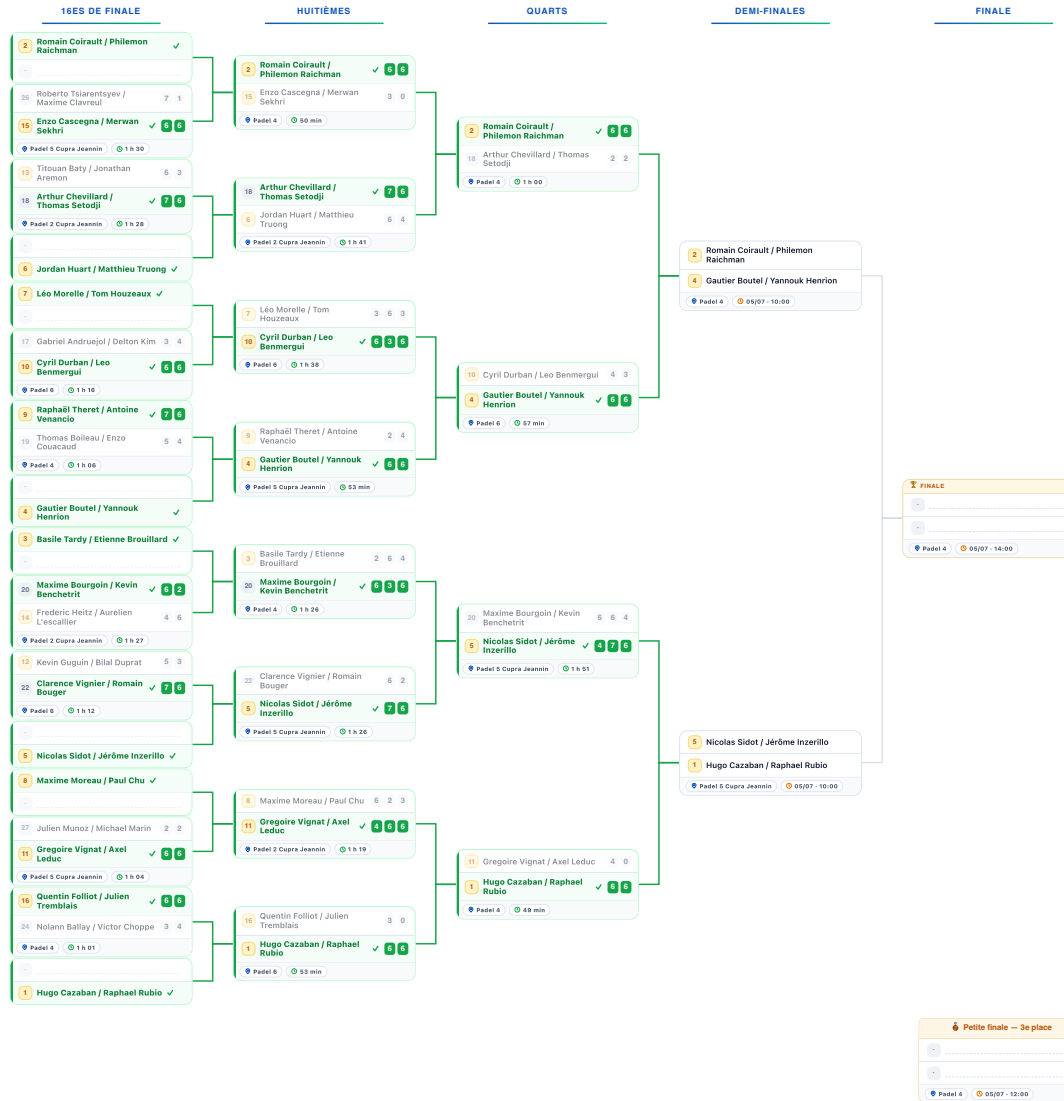 16ES DE FINALE
HUITIÈMES
QUARTS
DEMI-FINALES
FINALE
2 Romain Coirault / Philemon
Raichman
-
26 Roberto Tsiarentsyev / 7 1
Maxime Clavreul
15 Enzo Cascegna / Merwan 6 6
Sekhri
Padel 5 Cupra Jeannin 1 h 30
13 Titouan Baty / Jonathan 6 3
Aremon
18 Arthur Chevillard / 7 6
Thomas Setodji
Padel 2 Cupra Jeannin 1 h 28
-
6 Jordan Huart / Matthieu Truong
7 Léo Morelle / Tom Houzeaux
-
17 Gabriel Andruejol / Delton Kim 3 4
10 Cyril Durban / Leo 6 6
Benmergui
Padel 6 1 h 16
9 Raphaël Theret / Antoine 7 6
Venancio
19 Thomas Boileau / Enzo 5 4
Couacaud
Padel 4 1 h 06
-
4 Gautier Boutel / Yannouk
Henrion
3 Basile Tardy / Etienne Brouillard
-
20 Maxime Bourgoin / Kevin 6 2
Benchetrit
14 Frederic Heitz / Aurelien 4 6
L'escallier
Padel 2 Cupra Jeannin 1 h 27
12 Kevin Guguin / Bilal Duprat 5 3
22 Clarence Vignier / Romain 7 6
Bouger
Padel 6 1 h 12
-
5 Nicolas Sidot / Jérôme Inzerillo
8 Maxime Moreau / Paul Chu
-
27 Julien Munoz / Michael Marin 2 2
11 Gregoire Vignat / Axel 6 6
Leduc
Padel 5 Cupra Jeannin 1 h 04
16 Quentin Folliot / Julien 6 6
Tremblais
24 Nolann Ballay / Victor Choppe 3 4
Padel 4 1 h 01
-
1 Hugo Cazaban / Raphael Rubio
2 Romain Coirault / 6 6
Philemon Raichman
15 Enzo Cascegna / Merwan 3 0
Sekhri
Padel 4 50 min
18 Arthur Chevillard / 7 6
Thomas Setodji
6 Jordan Huart / Matthieu 6 4
Truong
Padel 2 Cupra Jeannin 1 h 41
7 Léo Morelle / Tom 3 6 3
Houzeaux
10 Cyril Durban / Leo 6 3 6
Benmergui
Padel 6 1 h 38
9 Raphaël Theret / Antoine 2 4
Venancio
4 Gautier Boutel / Yannouk 6 6
Henrion
Padel 5 Cupra Jeannin 53 min
3 Basile Tardy / Etienne 2 6 4
Brouillard
20 Maxime Bourgoin / 6 3 6
Kevin Benchetrit
Padel 4 1 h 26
22 Clarence Vignier / Romain 6 2
Bouger
5 Nicolas Sidot / Jérôme 7 6
Inzerillo
Padel 5 Cupra Jeannin 1 h 26
8 Maxime Moreau / Paul Chu 6 2 3
11 Gregoire Vignat / Axel 4 6 6
Leduc
Padel 2 Cupra Jeannin 1 h 19
16 Quentin Folliot / Julien 3 0
Tremblais
1 Hugo Cazaban / Raphael 6 6
Rubio
Padel 6 53 min
2 Romain Coirault / 6 6
Philemon Raichman
18 Arthur Chevillard / Thomas 2 2
Setodji
Padel 4 1 h 00
10 Cyril Durban / Leo Benmergui 4 3
4 Gautier Boutel / Yannouk 6 6
Henrion
Padel 6 57 min
20 Maxime Bourgoin / Kevin 6 6 4
Benchetrit
5 Nicolas Sidot / Jérôme 4 7 6
Inzerillo
Padel 5 Cupra Jeannin 1 h 51
11 Gregoire Vignat / Axel Leduc 4 0
1 Hugo Cazaban / Raphael 6 6
Rubio
Padel 4 49 min
2 Romain Coirault / Philemon
Raichman
4 Gautier Boutel / Yannouk Henrion
Padel 4 05/07 · 10:00
5 Nicolas Sidot / Jérôme Inzerillo
1 Hugo Cazaban / Raphael Rubio
Padel 5 Cupra Jeannin 05/07 · 10:00
FINALE
-
-
Padel 4 05/07 · 14:00
Petite finale — 3e place
-
-
Padel 4 05/07 · 12:00